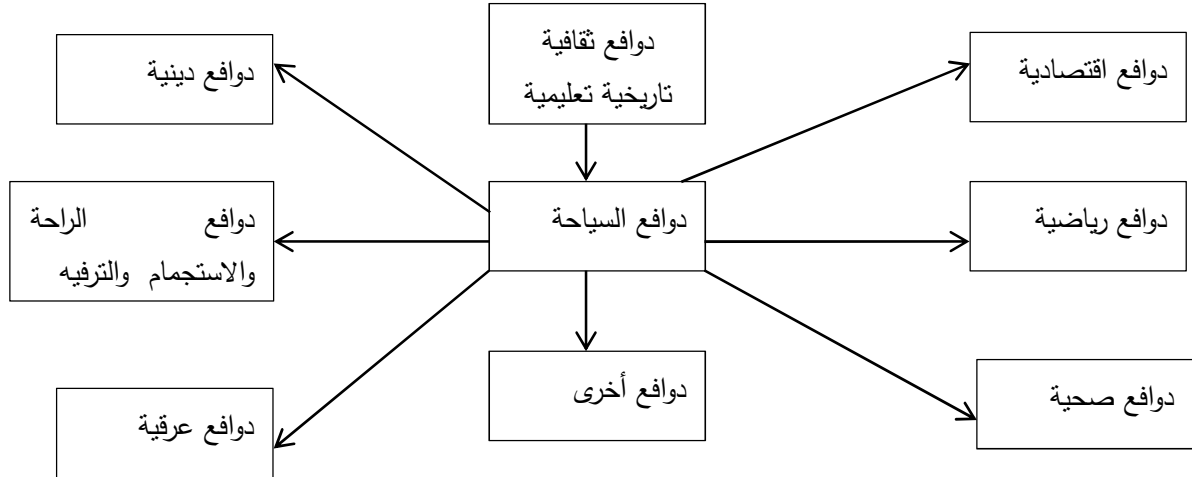 دوافع ثقافية
تاريخية تعليمية
دوافع اقتصادية
دوافع دينية
دوافع السياحة
دوافع رياضية
دوافع الراحة
والاستجمام والترفيه
دوافع أخرى
دوافع صحية
دوافع عرقية